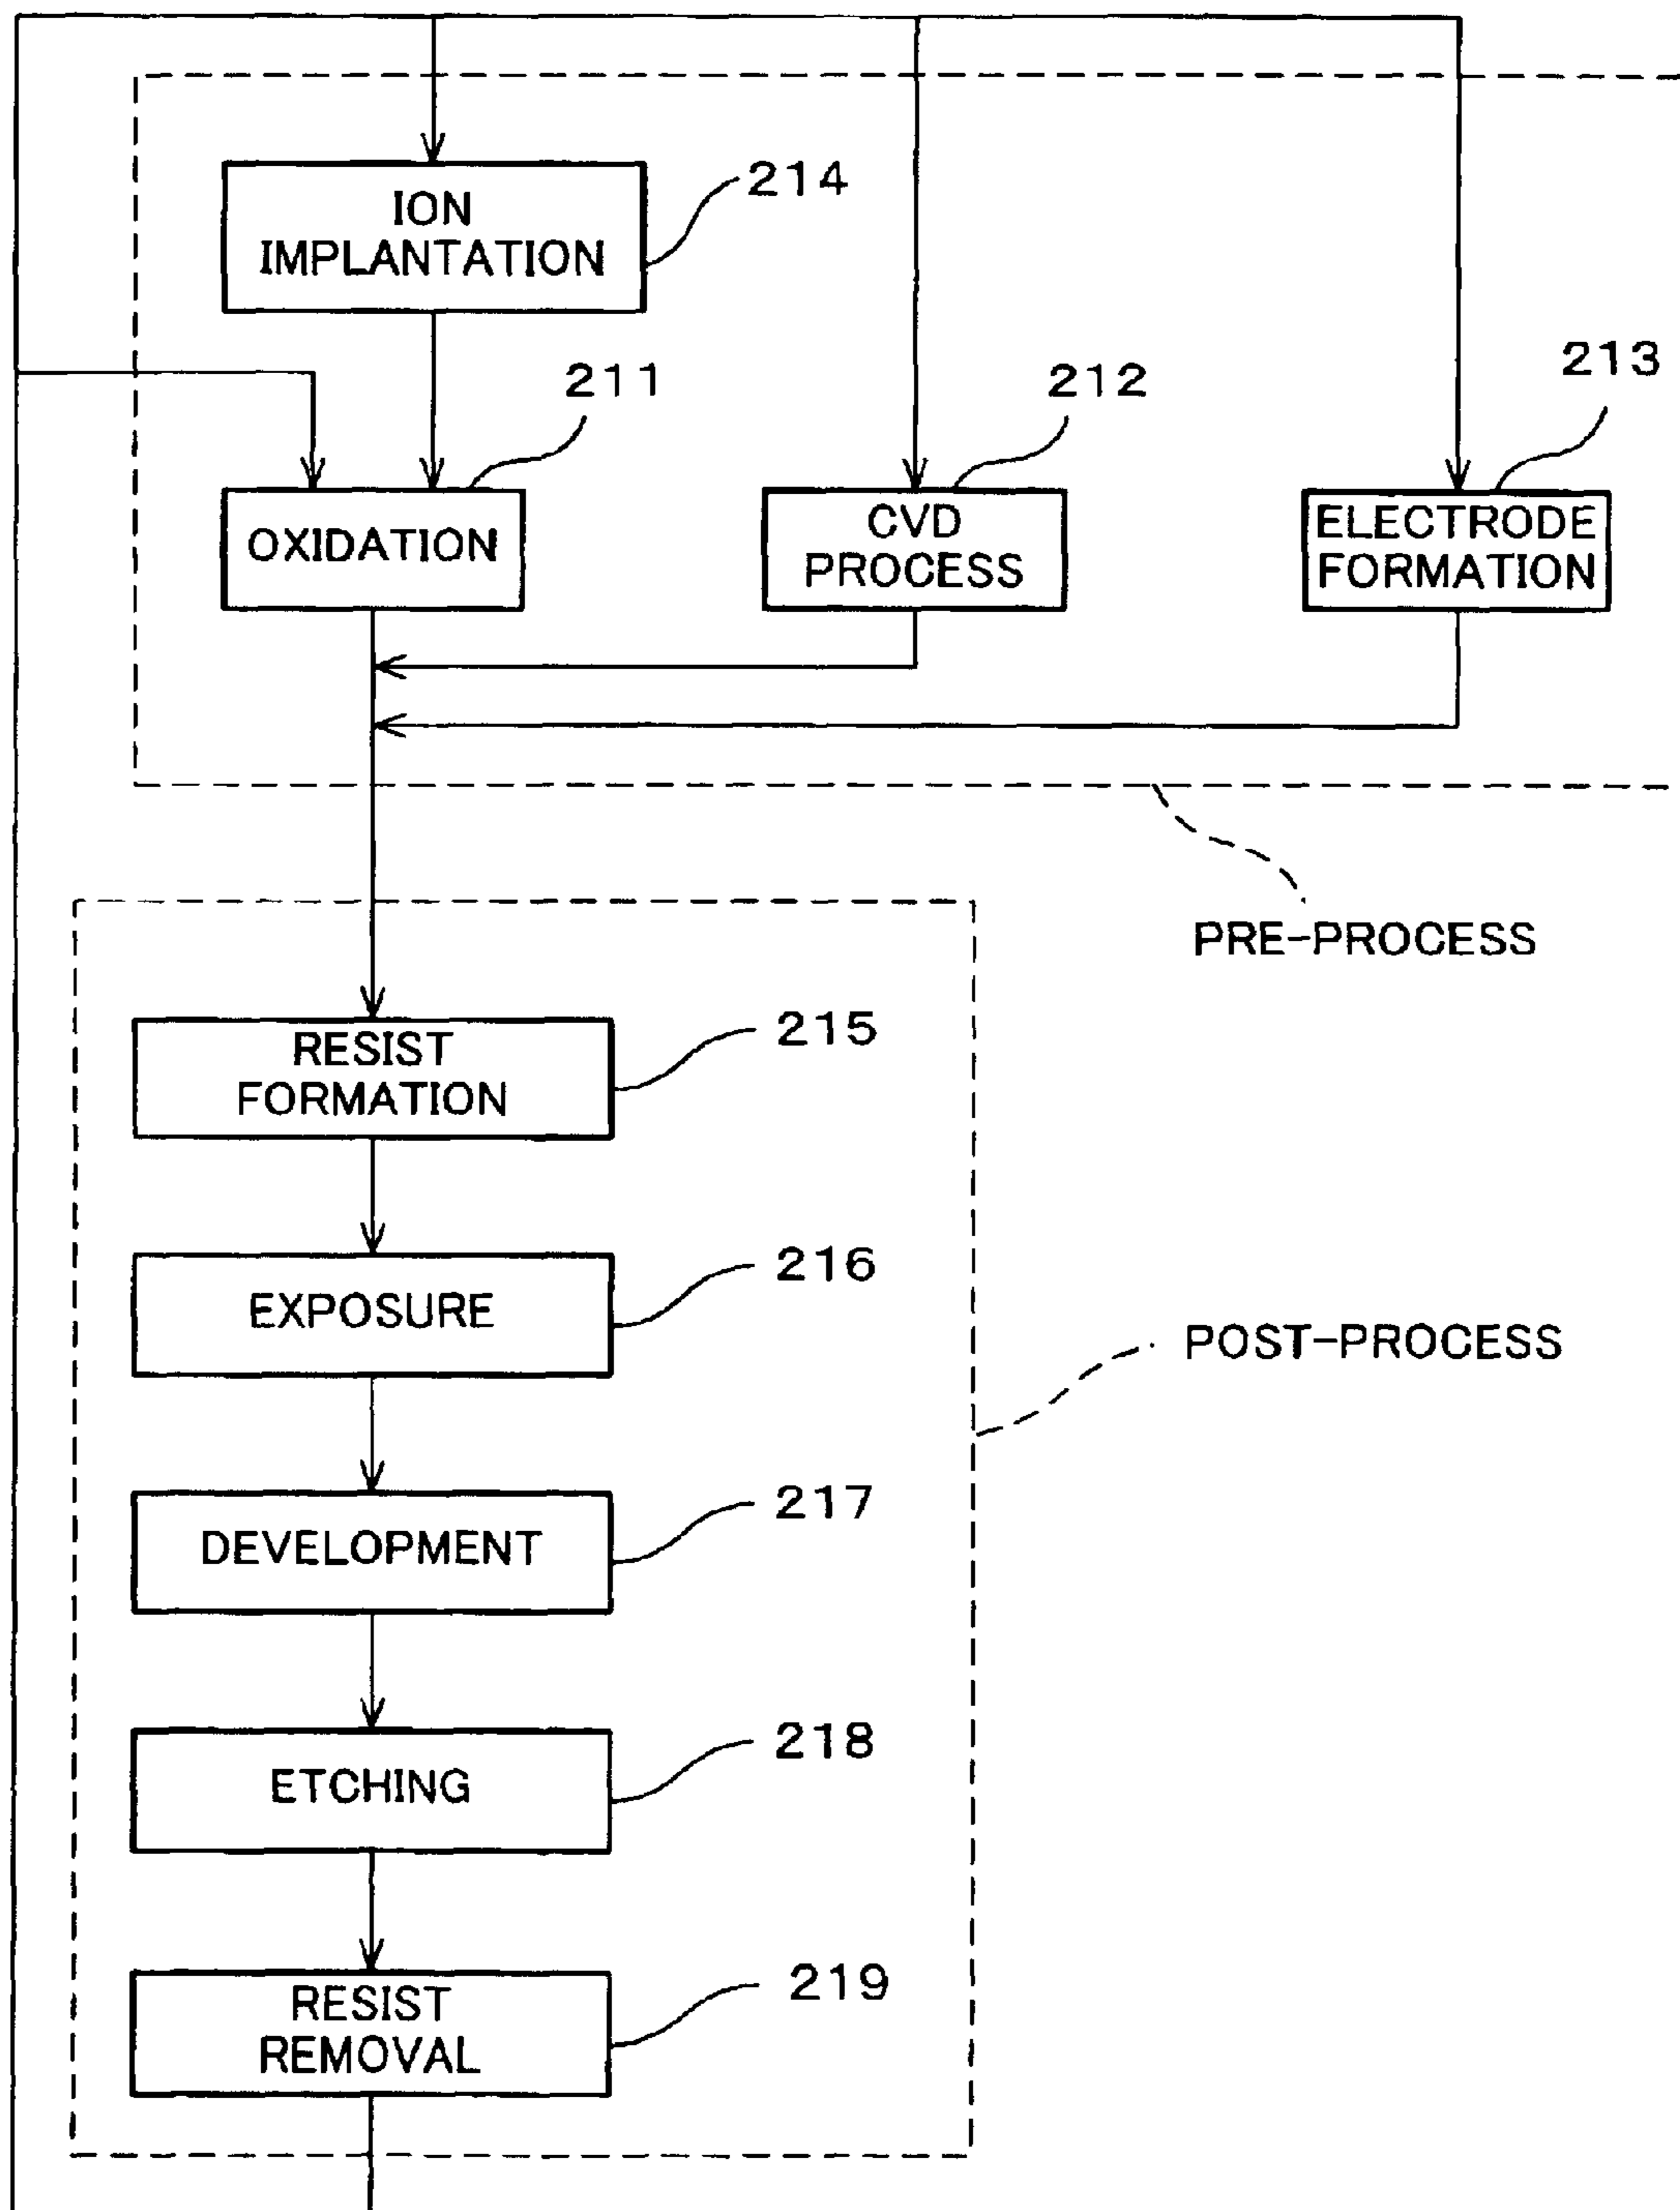 214
ION
IMPLANTATION
211
212
213
OXIDATION
CVD
PROCESS
ELECTRODE
FORMATION
PRE-PROCESS
215
RESIST
FORMATION
216
EXPOSURE
POST-PROCESS
217
DEVELOPMENT
218
ETCHING
219
RESIST
REMOVAL